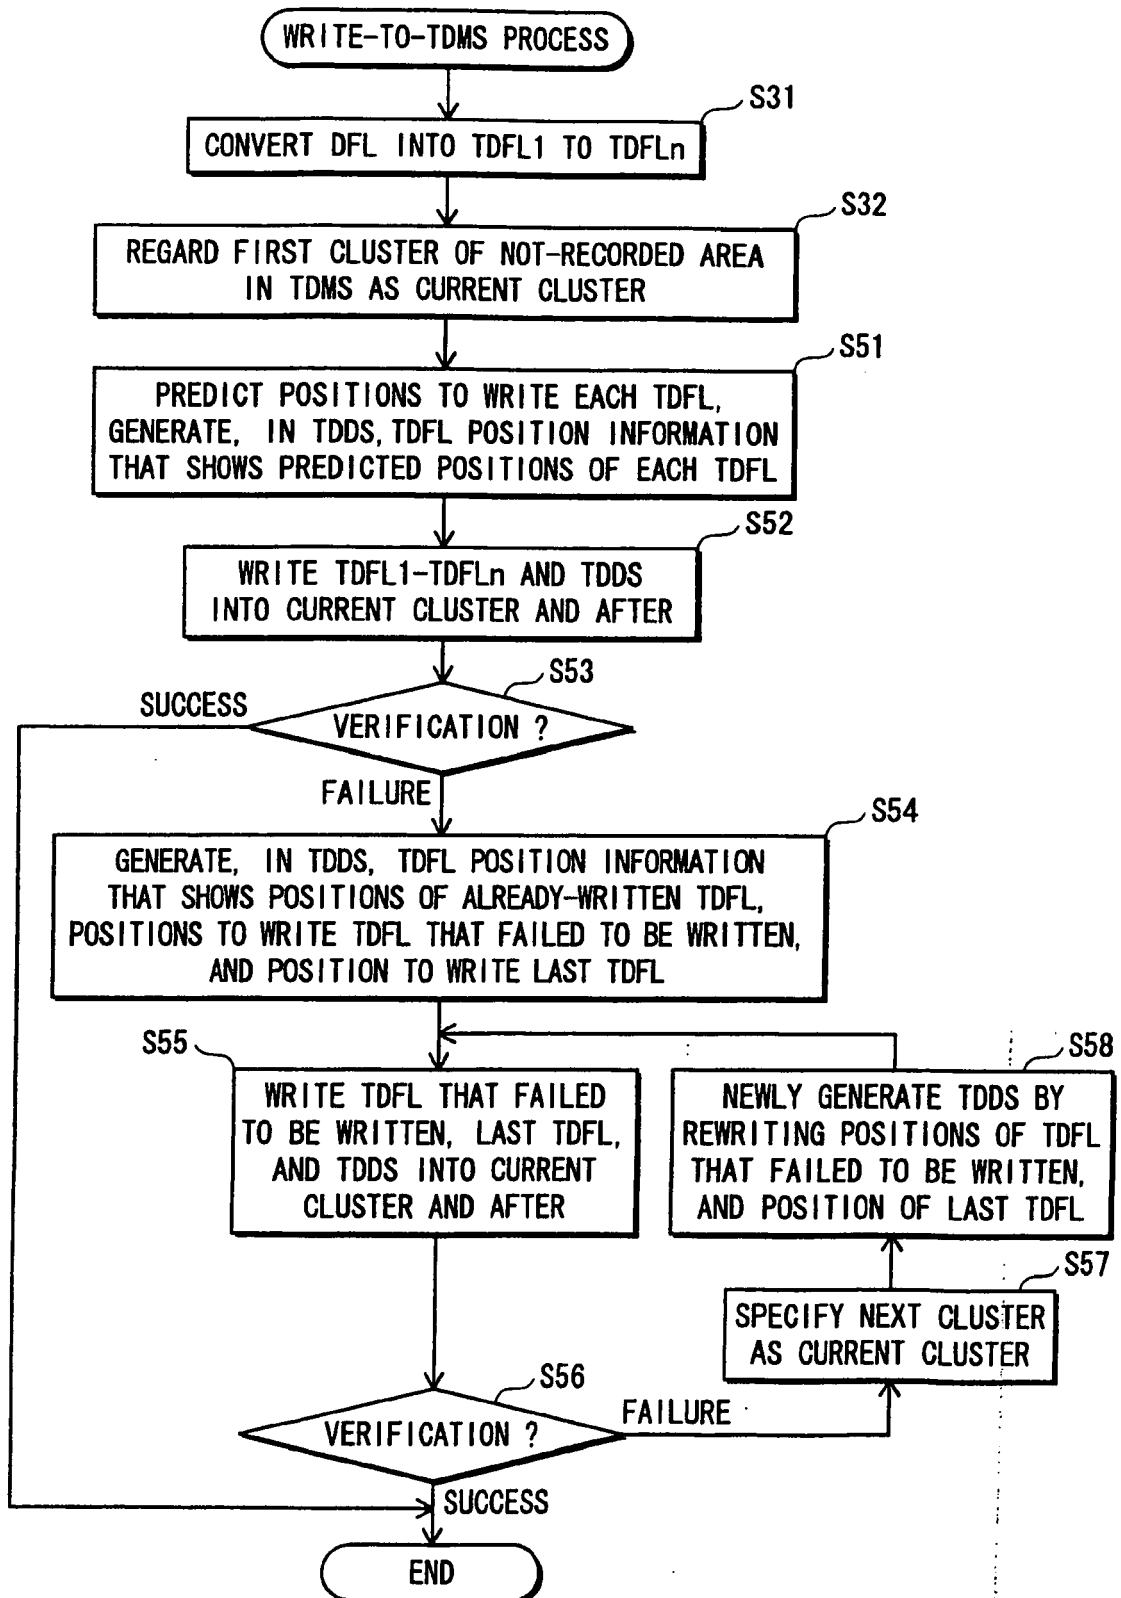 WRITE-TO-TDMS PROCESS
S31
CONVERT DFL INTO TDFL1 TO TDFLn
S32
REGARD FIRST CLUSTER OF NOT-RECORDED AREA
IN TDMS AS CURRENT CLUSTER
S51
PREDICT POSITIONS TO WRITE EACH TDFL,
GENERATE, IN TDDS, TDFL POSITION INFORMATION
THAT SHOWS PREDICTED POSITIONS OF EACH TDFL
S52
WRITE TDFL1-TDFLn AND TDDS
INTO CURRENT CLUSTER AND AFTER
S53
SUCCESS
VERIFICATION ?
FAILURE
S54
GENERATE, IN TDDS, TDFL POSITION INFORMATION
THAT SHOWS POSITIONS OF ALREADY-WRITTEN TDFL,
POSITIONS TO WRITE TDFL THAT FAILED TO BE WRITTEN,
AND POSITION TO WRITE LAST TDFL
S55
WRITE TDFL THAT FAILED
TO BE WRITTEN, LAST TDFL,
AND TDDS INTO CURRENT
CLUSTER AND AFTER
S58
NEWLY GENERATE TDDS BY
REWRITING POSITIONS OF TDFL
THAT FAILED TO BE WRITTEN,
AND POSITION OF LAST TDFL
S57
SPECIFY NEXT CLUSTER
AS CURRENT CLUSTER
S56
VERIFICATION ?
FAILURE
SUCCESS
END